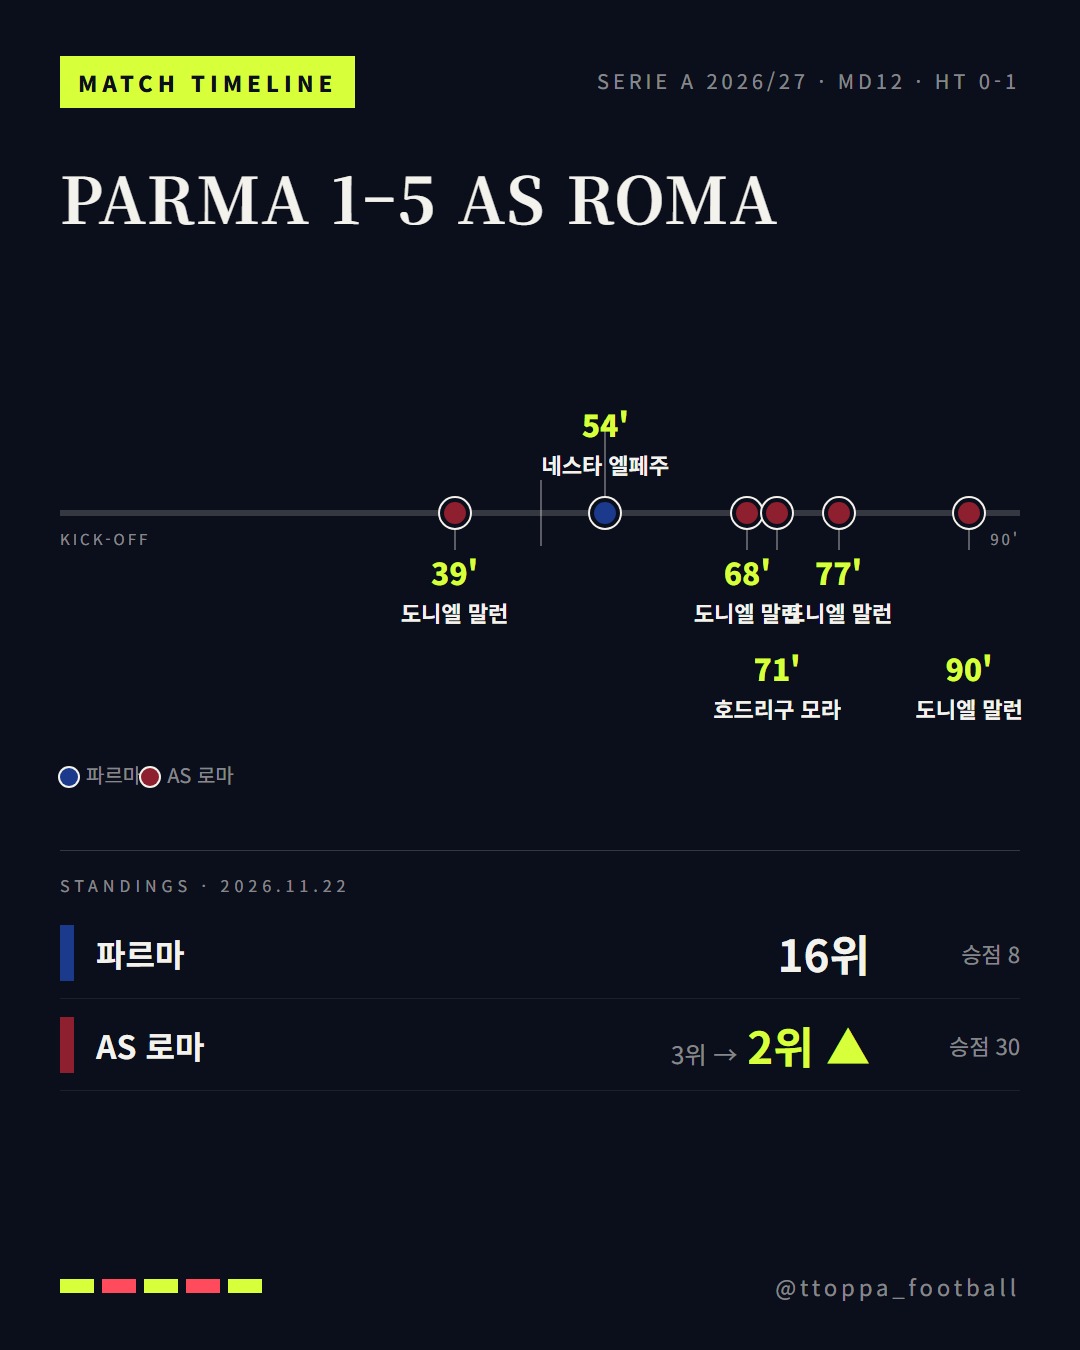 MATCH TIMELINE
SERIE A 2026/27 · MD12 · HT 0-1
PARMA 1–5 AS ROMA
54'
네스타 엘페주
KICK-OFF
90'
39'
68'
77'
도니엘 말런
도니엘 말런
도니엘 말런
71'
90'
호드리구 모라
도니엘 말런
파르마
AS 로마
STANDINGS · 2026.11.22
파르마
16위
승점 8
AS 로마
3위 → 2위 ▲
승점 30
@ttoppa_football